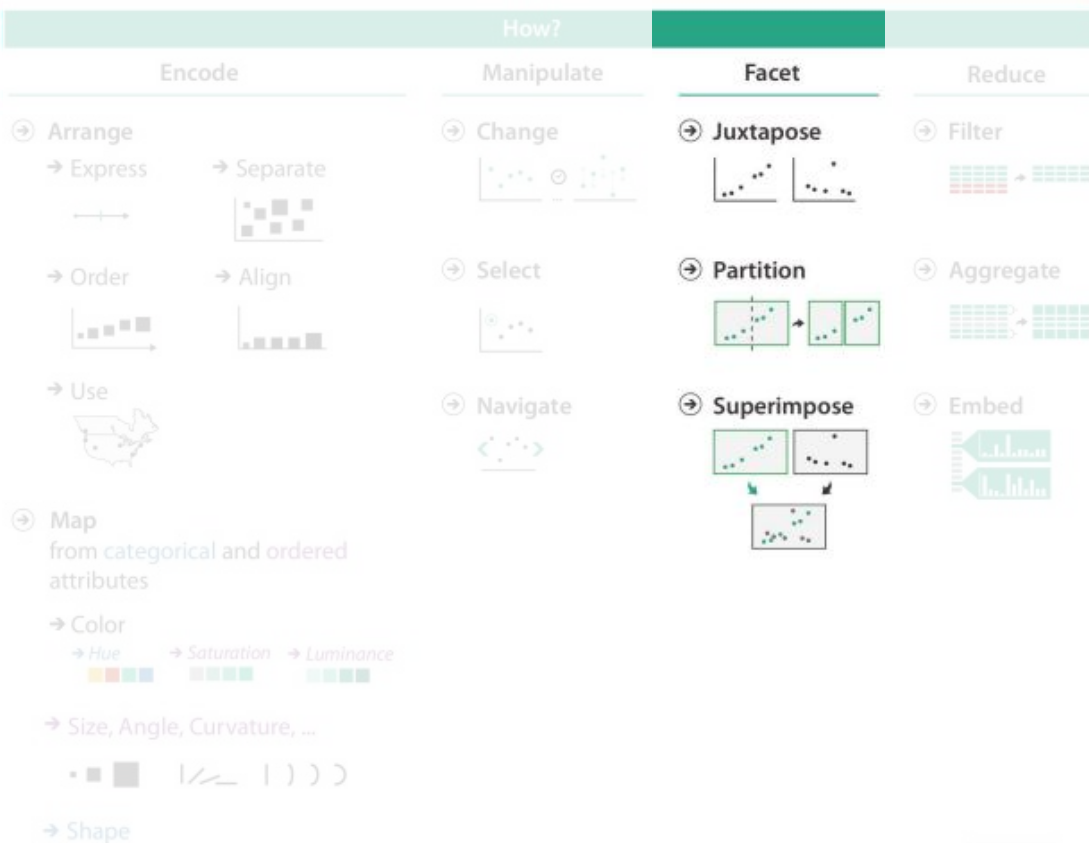 How?
Encode
Manipulate
Facet
Reduce
Arrange
→ Express
→ Separate
→ Order
→ Align
→ Use
Map
from categorical and ordered
attributes
→ Color
→ Hue
→ Saturation
→ Luminance
→ Size, Angle, Curvature, ...
→ Shape
Change
Select
Navigate
Juxtapose
Partition
Superimpose
Filter
Aggregate
Embed